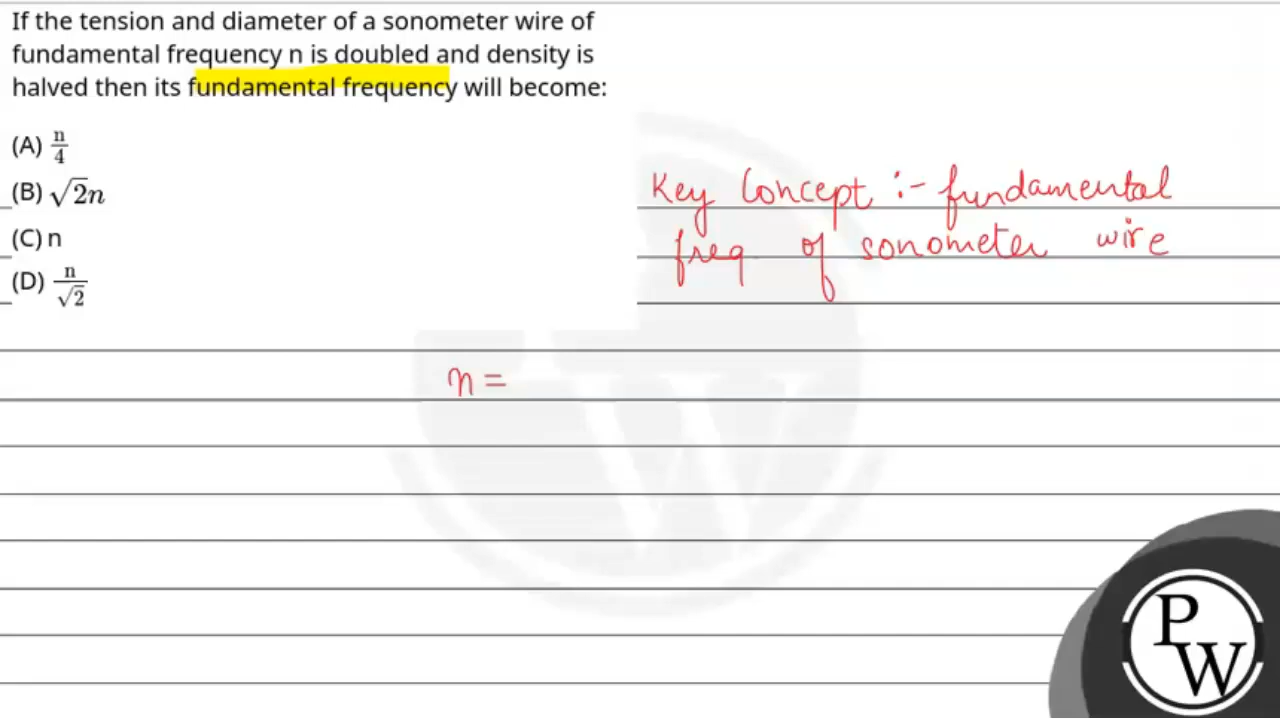 If the tension and diameter of a sonometer wire of
fundamental frequency n is doubled and density is
halved then its fundamental frequency will become:
(A) n/4
(B) √2n
(C) n
(D) n/√2
Key Concept :- fundamental
freq of sonometer wire
n =
W
P
W